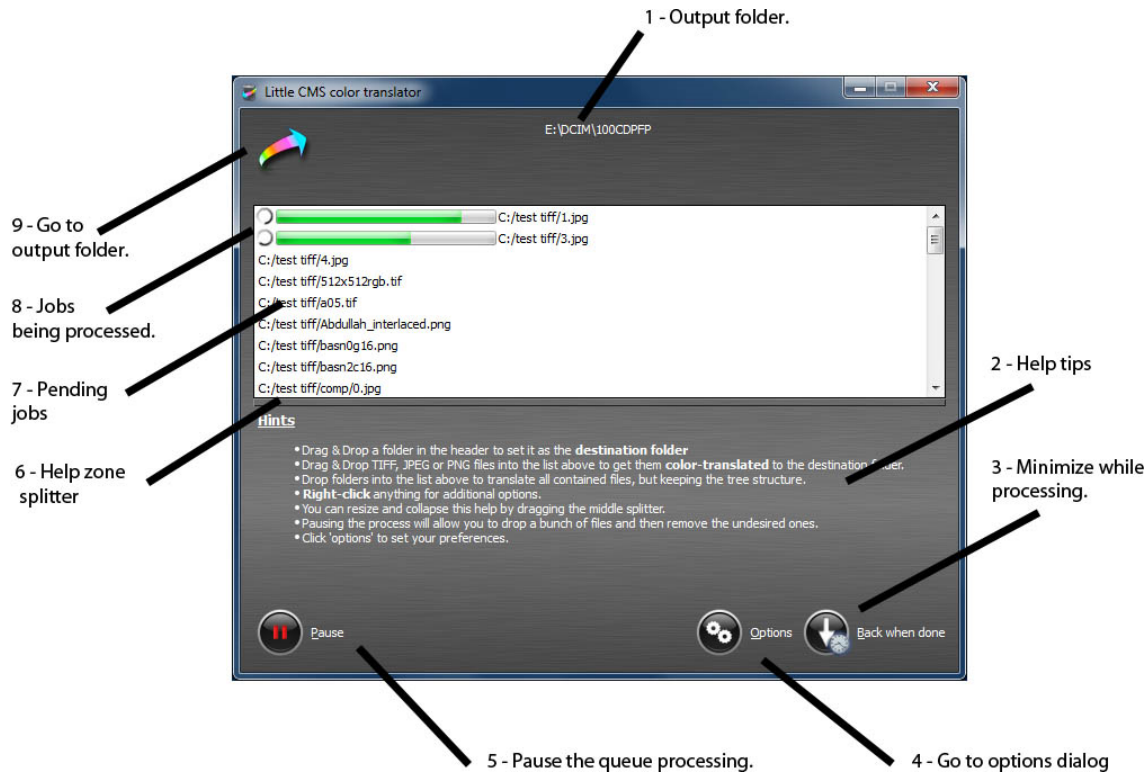 1 - Output folder.
Little CMS color translator
E:\DCIM\100CDPFP
9 - Go to
output folder.
C:/test tiff/1.jpg
C:/test tiff/3.jpg
C:/test tiff/4.jpg
C:/test tiff/512x512rgb.tif
C:/test tiff/a05.tif
C:/test tiff/Abdullah_interlaced.png
C:/test tiff/basn0g16.png
C:/test tiff/basn2c16.png
C:/test tiff/comp/0.jpg
8 - Jobs
being processed.
7 - Pending
jobs
2 - Help tips
6 - Help zone
splitter
Hints
• Drag & Drop a folder in the header to set it as the destination folder
• Drag & Drop TIFF, JPEG or PNG files into the list above to get them color-translated to the destination folder.
• Drop folders into the list above to translate all contained files, but keeping the tree structure.
• Right-click anything for additional options.
• You can resize and collapse this help by dragging the middle splitter.
• Pausing the process will allow you to drop a bunch of files and then remove the undesired ones.
• Click 'options' to set your preferences.
3 - Minimize while
processing.
Pause
Options
Back when done
5 - Pause the queue processing.
4 - Go to options dialog